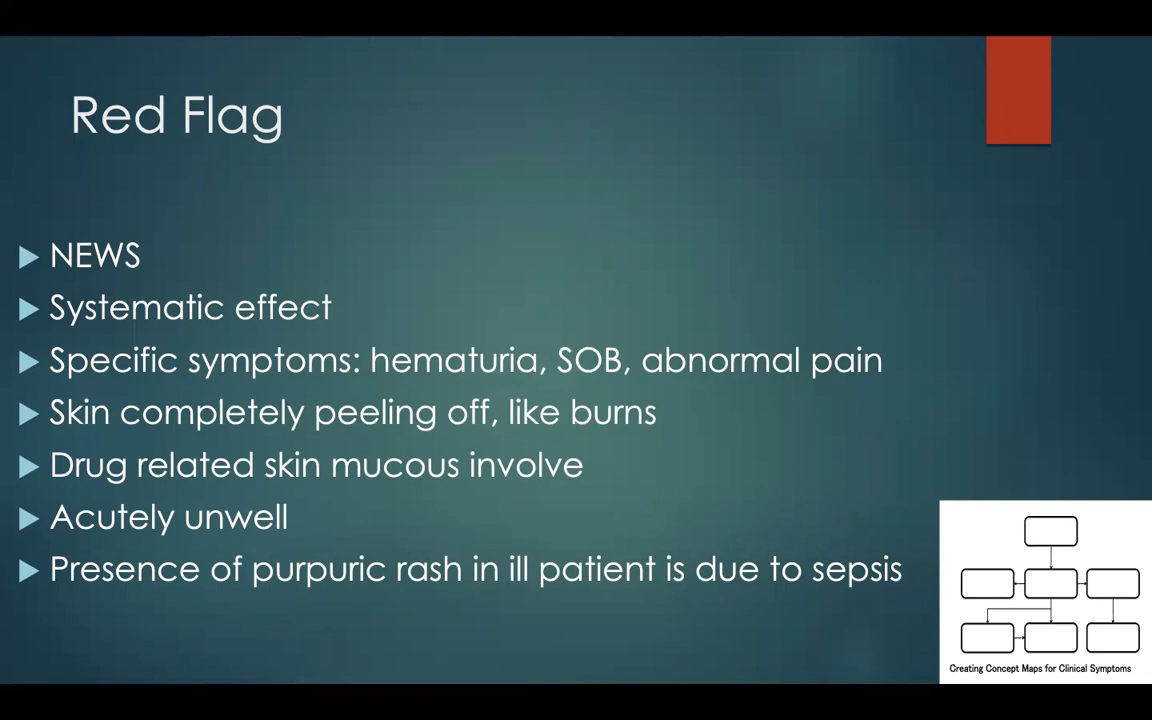 Red Flag
NEWS
Systematic effect
Specific symptoms: hematuria, SOB, abnormal pain
Skin completely peeling off, like burns
Drug related skin mucous involve
Acutely unwell
Presence of purpuric rash in ill patient is due to sepsis
Creating Concept Maps for Clinical Symptoms